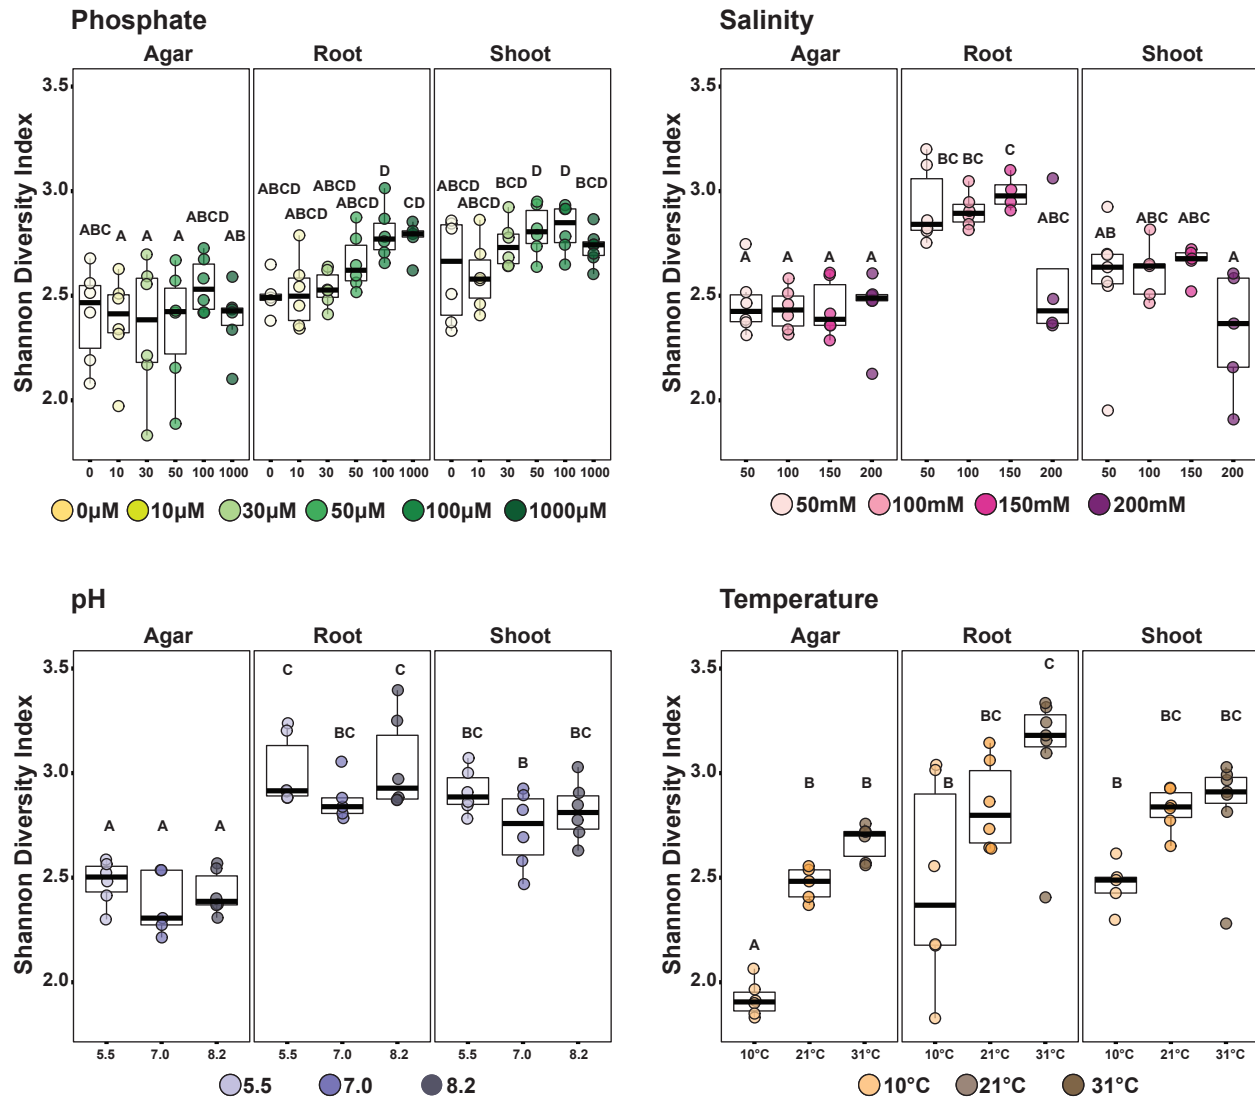 Phosphate
Agar Root Shoot
Shannon Diversity Index
3.5
3.0
2.5
2.0
ABC A A A ABCD AB
ABCD ABCD ABCD ABCD D CD
ABCD ABCD BCD D D BCD
0 10 30 50 100 1000
0 10 30 50 100 1000
0 10 30 50 100 1000
0µM 10µM 30µM 50µM 100µM 1000µM
Salinity
Agar Root Shoot
Shannon Diversity Index
3.5
3.0
2.5
2.0
A A A A
BC BC C ABC
AB ABC ABC A
50 100 150 200
50 100 150 200
50 100 150 200
50mM 100mM 150mM 200mM
pH
Agar Root Shoot
Shannon Diversity Index
3.5
3.0
2.5
2.0
A A A
C BC C
BC B BC
5.5 7.0 8.2
5.5 7.0 8.2
5.5 7.0 8.2
5.5 7.0 8.2
Temperature
Agar Root Shoot
Shannon Diversity Index
3.5
3.0
2.5
2.0
A B B
B BC C
B BC BC
10°C 21°C 31°C
10°C 21°C 31°C
10°C 21°C 31°C
10°C 21°C 31°C